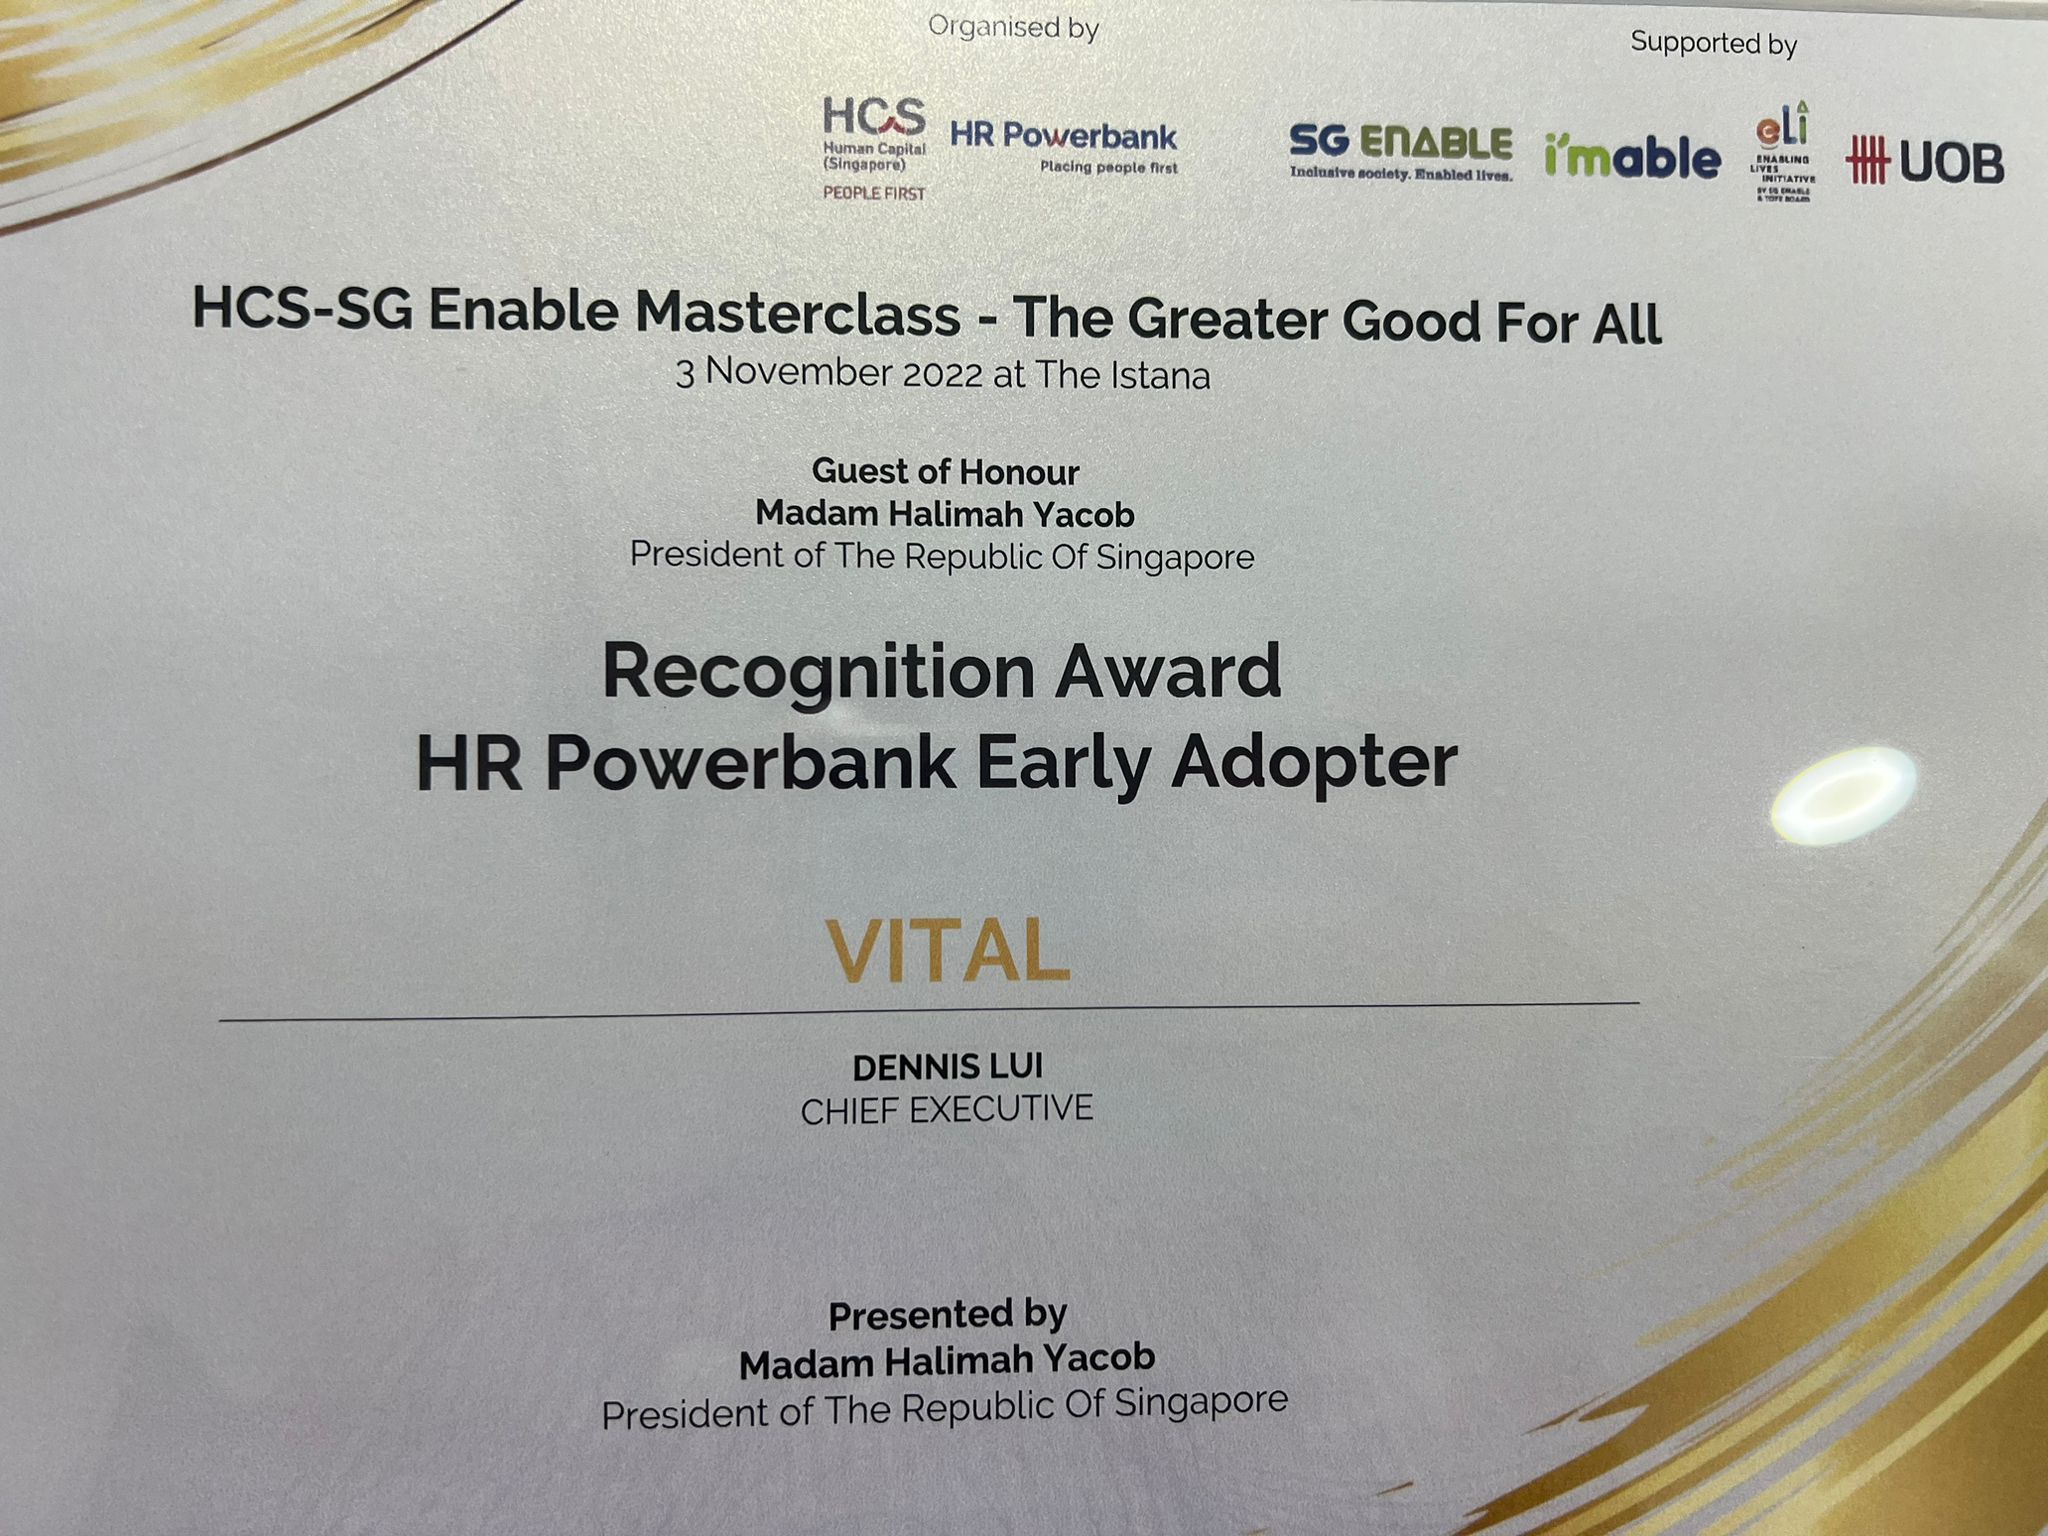 Organised by
HCS
Human Capital
(Singapore)
PEOPLE FIRST
HR Powerbank
Placing people first
Supported by
SG ENABLE
Inclusive society. Enabled lives.
i'mable
eLi
ENABLING
LIVES
INITIATIVE
BY SG ENABLE
& TOTE BOARD
UOB
HCS-SG Enable Masterclass - The Greater Good For All
3 November 2022 at The Istana
Guest of Honour
Madam Halimah Yacob
President of The Republic Of Singapore
Recognition Award
HR Powerbank Early Adopter
VITAL
DENNIS LUI
CHIEF EXECUTIVE
Presented by
Madam Halimah Yacob
President of The Republic Of Singapore